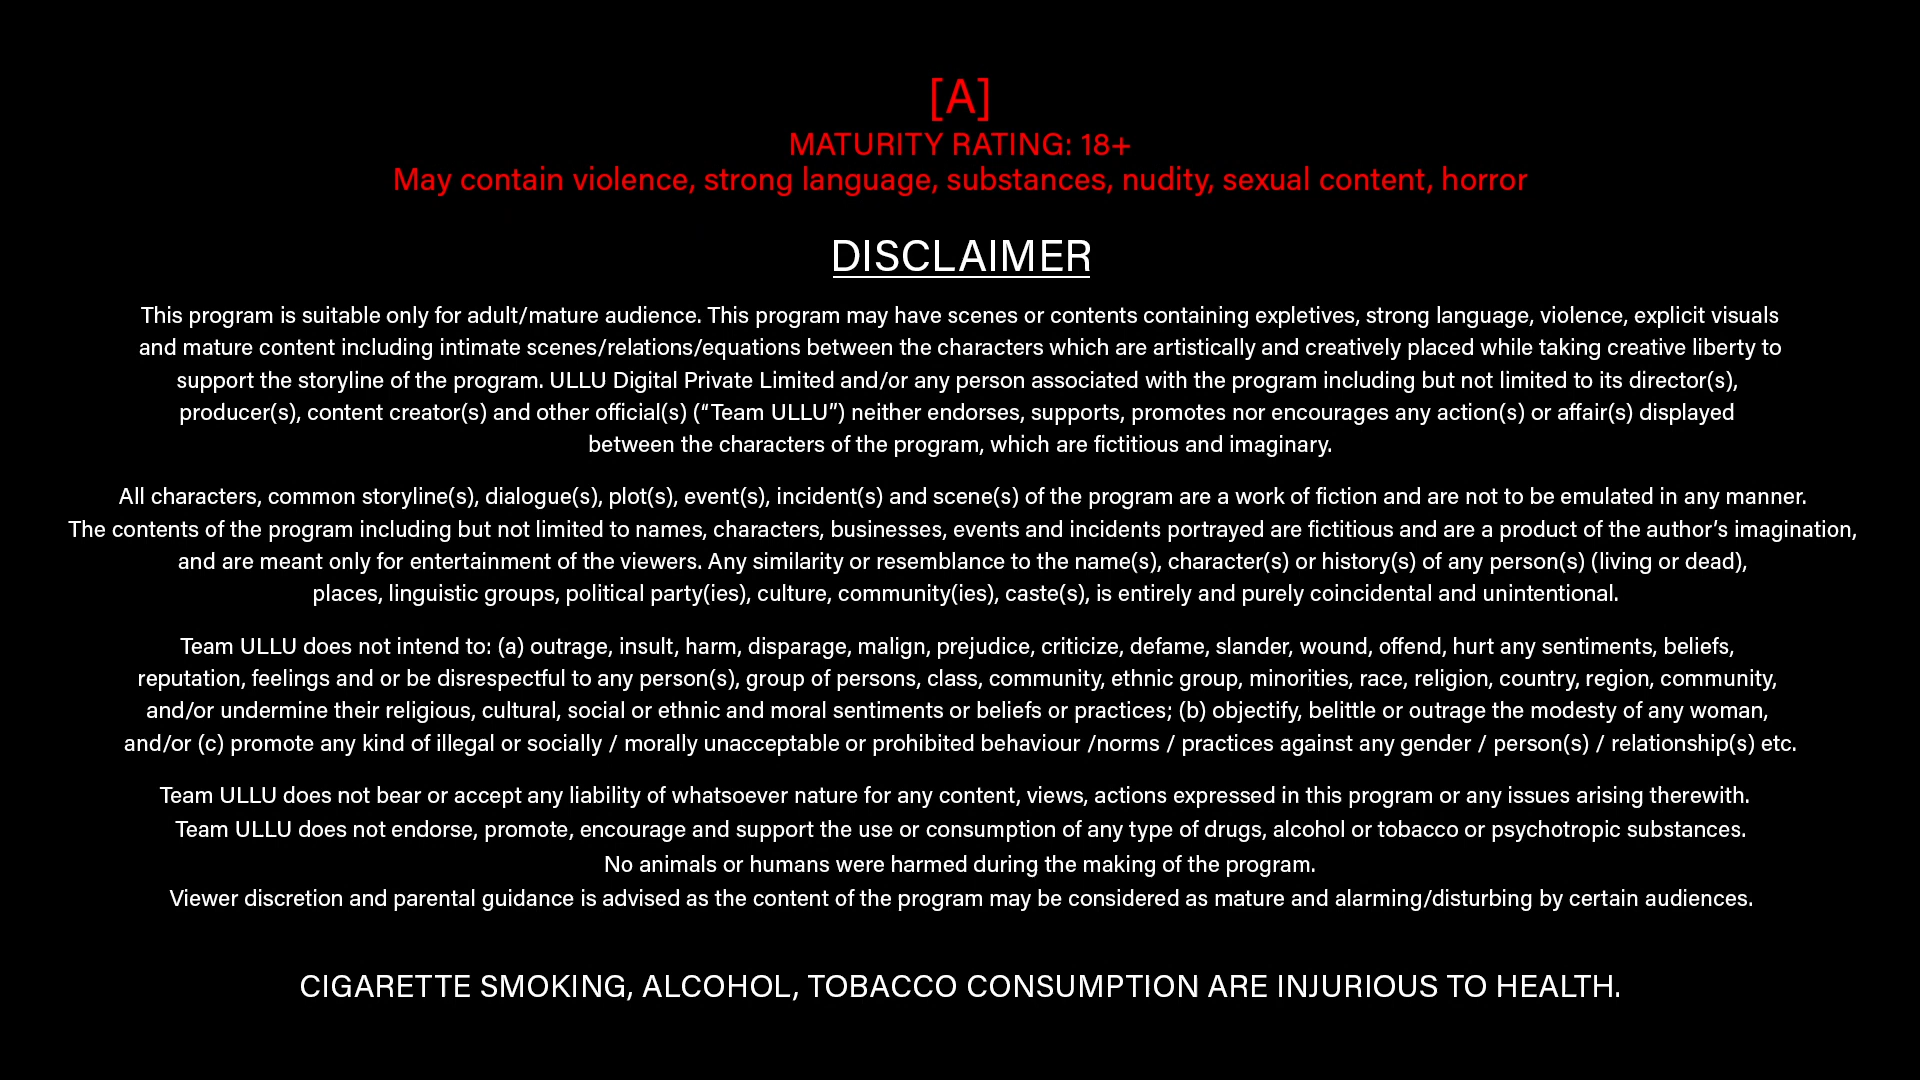 [A]
MATURITY RATING: 18+
May contain violence, strong language, substances, nudity, sexual content, horror
DISCLAIMER
This program is suitable only for adult/mature audience. This program may have scenes or contents containing expletives, strong language, violence, explicit visuals
and mature content including intimate scenes/relations/equations between the characters which are artistically and creatively placed while taking creative liberty to
support the storyline of the program. ULLU Digital Private Limited and/or any person associated with the program including but not limited to its director(s),
producer(s), content creator(s) and other official(s) (“Team ULLU”) neither endorses, supports, promotes nor encourages any action(s) or affair(s) displayed
between the characters of the program, which are fictitious and imaginary.
All characters, common storyline(s), dialogue(s), plot(s), event(s), incident(s) and scene(s) of the program are a work of fiction and are not to be emulated in any manner.
The contents of the program including but not limited to names, characters, businesses, events and incidents portrayed are fictitious and are a product of the author’s imagination,
and are meant only for entertainment of the viewers. Any similarity or resemblance to the name(s), character(s) or history(s) of any person(s) (living or dead),
places, linguistic groups, political party(ies), culture, community(ies), caste(s), is entirely and purely coincidental and unintentional.
Team ULLU does not intend to: (a) outrage, insult, harm, disparage, malign, prejudice, criticize, defame, slander, wound, offend, hurt any sentiments, beliefs,
reputation, feelings and or be disrespectful to any person(s), group of persons, class, community, ethnic group, minorities, race, religion, country, region, community,
and/or undermine their religious, cultural, social or ethnic and moral sentiments or beliefs or practices; (b) objectify, belittle or outrage the modesty of any woman,
and/or (c) promote any kind of illegal or socially / morally unacceptable or prohibited behaviour /norms / practices against any gender / person(s) / relationship(s) etc.
Team ULLU does not bear or accept any liability of whatsoever nature for any content, views, actions expressed in this program or any issues arising therewith.
Team ULLU does not endorse, promote, encourage and support the use or consumption of any type of drugs, alcohol or tobacco or psychotropic substances.
No animals or humans were harmed during the making of the program.
Viewer discretion and parental guidance is advised as the content of the program may be considered as mature and alarming/disturbing by certain audiences.
CIGARETTE SMOKING, ALCOHOL, TOBACCO CONSUMPTION ARE INJURIOUS TO HEALTH.